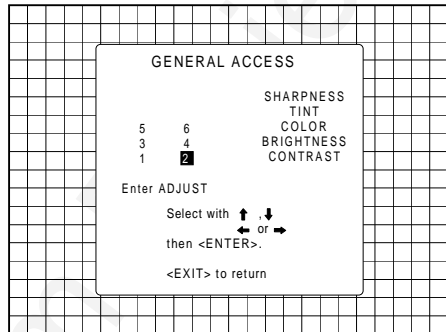 GENERAL ACCESS
SHARPNESS
TINT
5 6 COLOR
3 4 BRIGHTNESS
1 2 CONTRAST
Enter ADJUST
Select with ↑ ,↓
← or →
then <ENTER>.
<EXIT> to return